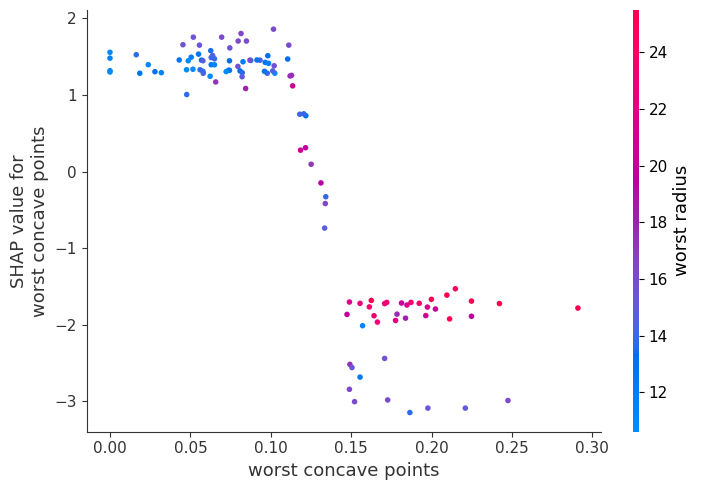 2
1
0
−1
−2
−3
SHAP value for
worst concave points
0.00 0.05 0.10 0.15 0.20 0.25 0.30
worst concave points
24
22
20
18
16
14
12
worst radius